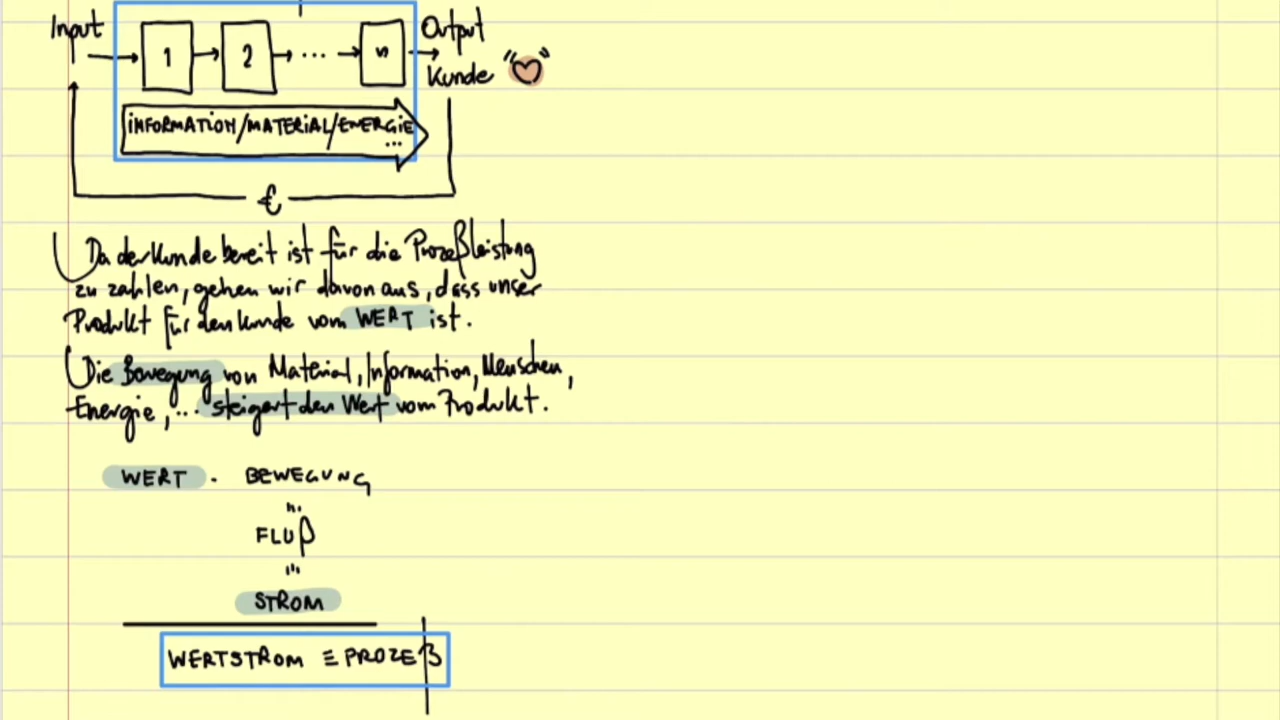 Input
Output
1 2 ... n
Kunde
INFORMATION/MATERIAL/ENERGIE
...
€
Da der Kunde bereit ist für die Prozeßleistung
zu zahlen, gehen wir davon aus, dass unser
Produkt für den Kunde vom WERT ist.
Die Bewegung von Material, Information, Menschen,
Energie, ... steigert den Wert vom Produkt.
WERT - BEWEGUNG
FLUß
STROM
WERTSTROM ≡ PROZEß